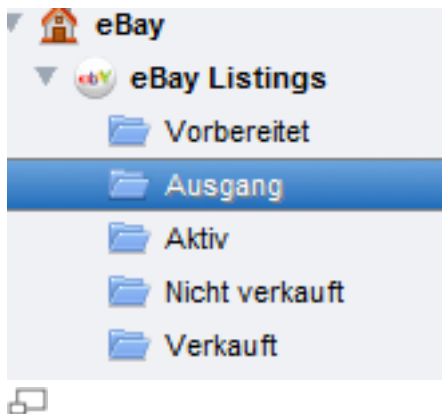 eBay
eBay Listings
Vorbereitet
Ausgang
Aktiv
Nicht verkauft
Verkauft